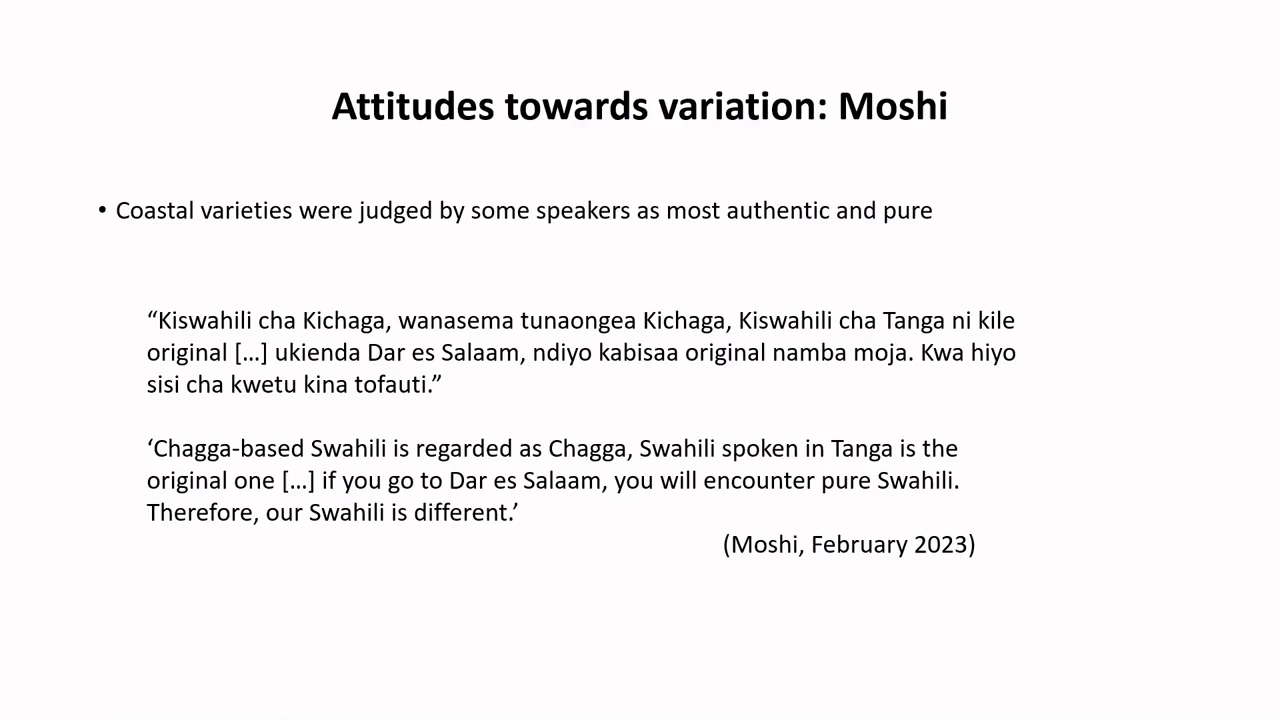 Attitudes towards variation: Moshi
• Coastal varieties were judged by some speakers as most authentic and pure
“Kiswahili cha Kichaga, wanasema tunaongea Kichaga, Kiswahili cha Tanga ni kile
original […] ukienda Dar es Salaam, ndiyo kabisaa original namba moja. Kwa hiyo
sisi cha kwetu kina tofauti.”
‘Chagga-based Swahili is regarded as Chagga, Swahili spoken in Tanga is the
original one […] if you go to Dar es Salaam, you will encounter pure Swahili.
Therefore, our Swahili is different.’
(Moshi, February 2023)